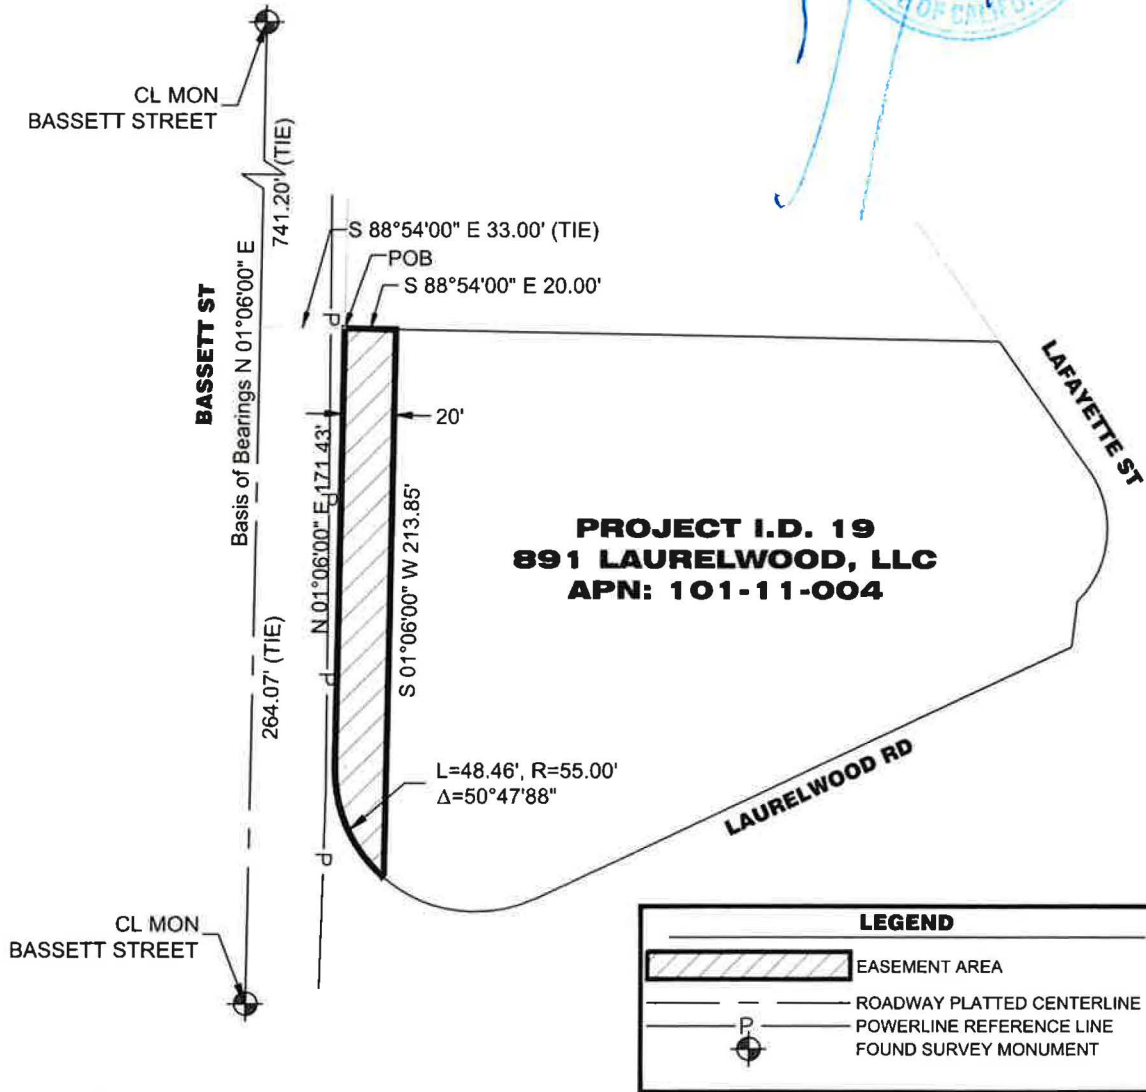 OF CALIFO
CL MON
BASSETT STREET
741.20' (TIE)
S 88°54'00" E 33.00' (TIE)
POB
S 88°54'00" E 20.00'
BASSETT ST
Basis of Bearings N 01°06'00" E
P
20'
LAFAYETTE ST
N 01°06'00" E 171.43'
P
S 01°06'00" W 213.85'
PROJECT I.D. 19
891 LAURELWOOD, LLC
APN: 101-11-004
264.07' (TIE)
P
L=48.46', R=55.00'
Δ=50°47'88"
LAURELWOOD RD
P
CL MON
BASSETT STREET
LEGEND
EASEMENT AREA
ROADWAY PLATTED CENTERLINE
P
POWERLINE REFERENCE LINE
FOUND SURVEY MONUMENT